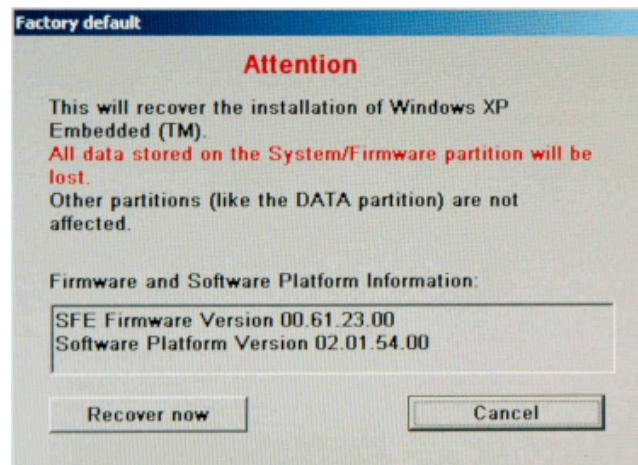 Factory default
Attention
This will recover the installation of Windows XP
Embedded (TM).
All data stored on the System/Firmware partition will be
lost.
Other partitions (like the DATA partition) are not
affected.
Firmware and Software Platform Information:
SFE Firmware Version 00.61.23.00
Software Platform Version 02.01.54.00
Recover now
Cancel